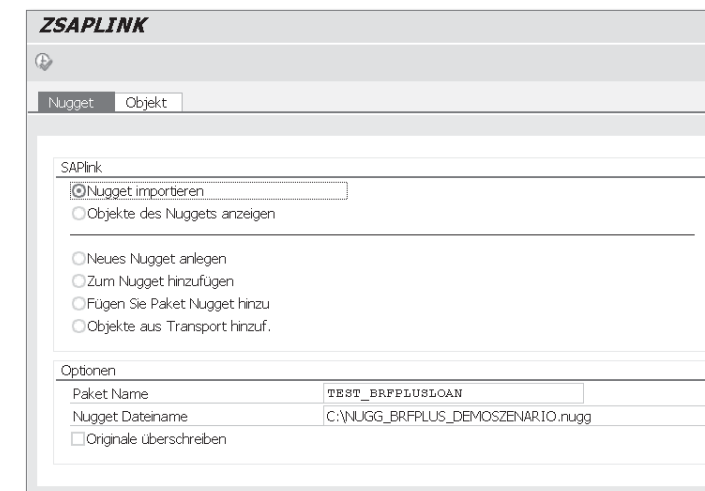 ZSAPLINK
Nugget Objekt
SAPlink
Nugget importieren
Objekte des Nuggets anzeigen
Neues Nugget anlegen
Zum Nugget hinzufügen
Fügen Sie Paket Nugget hinzu
Objekte aus Transport hinzuf.
Optionen
Paket Name TEST_BRFPLUSLOAN
Nugget Dateiname C:\NUGG_BRFPLUS_DEMOSZENARIO.nugg
Originale überschreiben